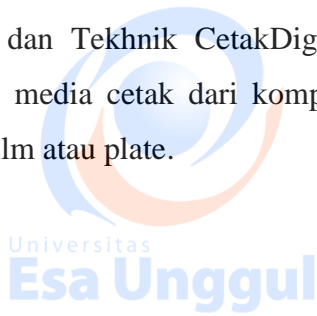 dan Tekhnik CetakDig
media cetak dari komp
lm atau plate.
Universitas
Esa Unggul